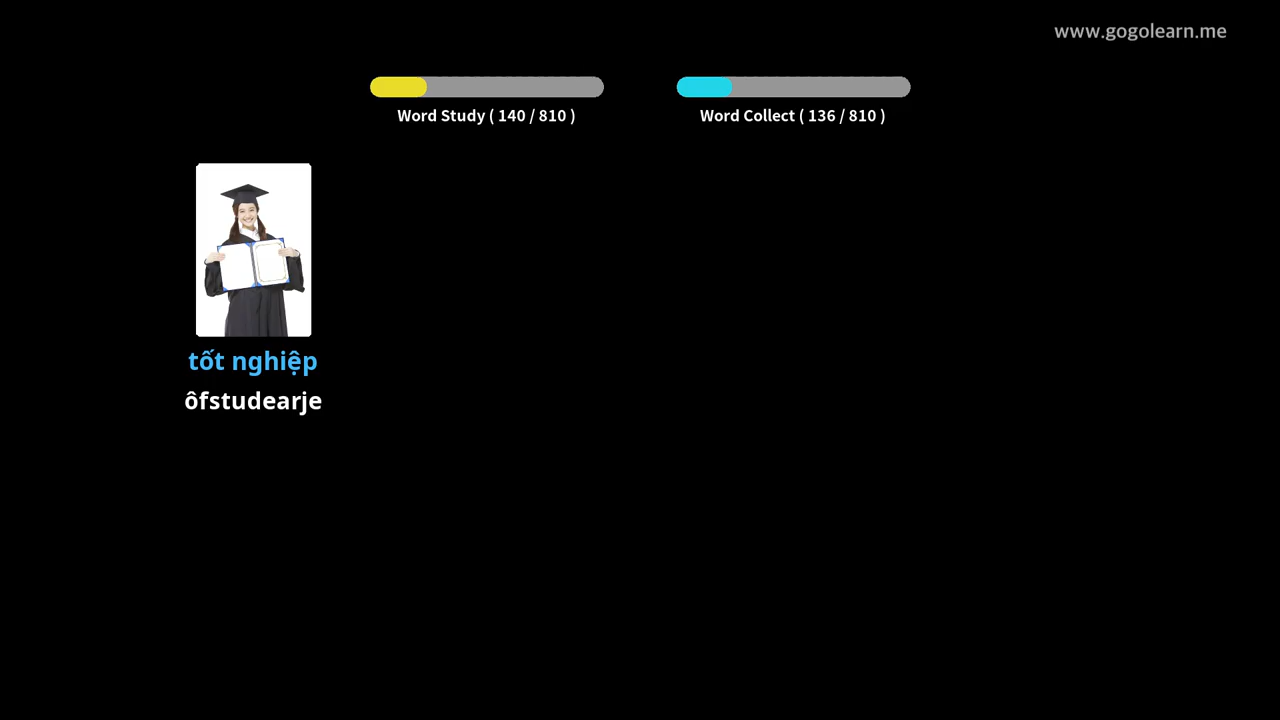 www.gogolearn.me
Word Study ( 140 / 810 )
Word Collect ( 136 / 810 )
tốt nghiệp
ôfstudearje